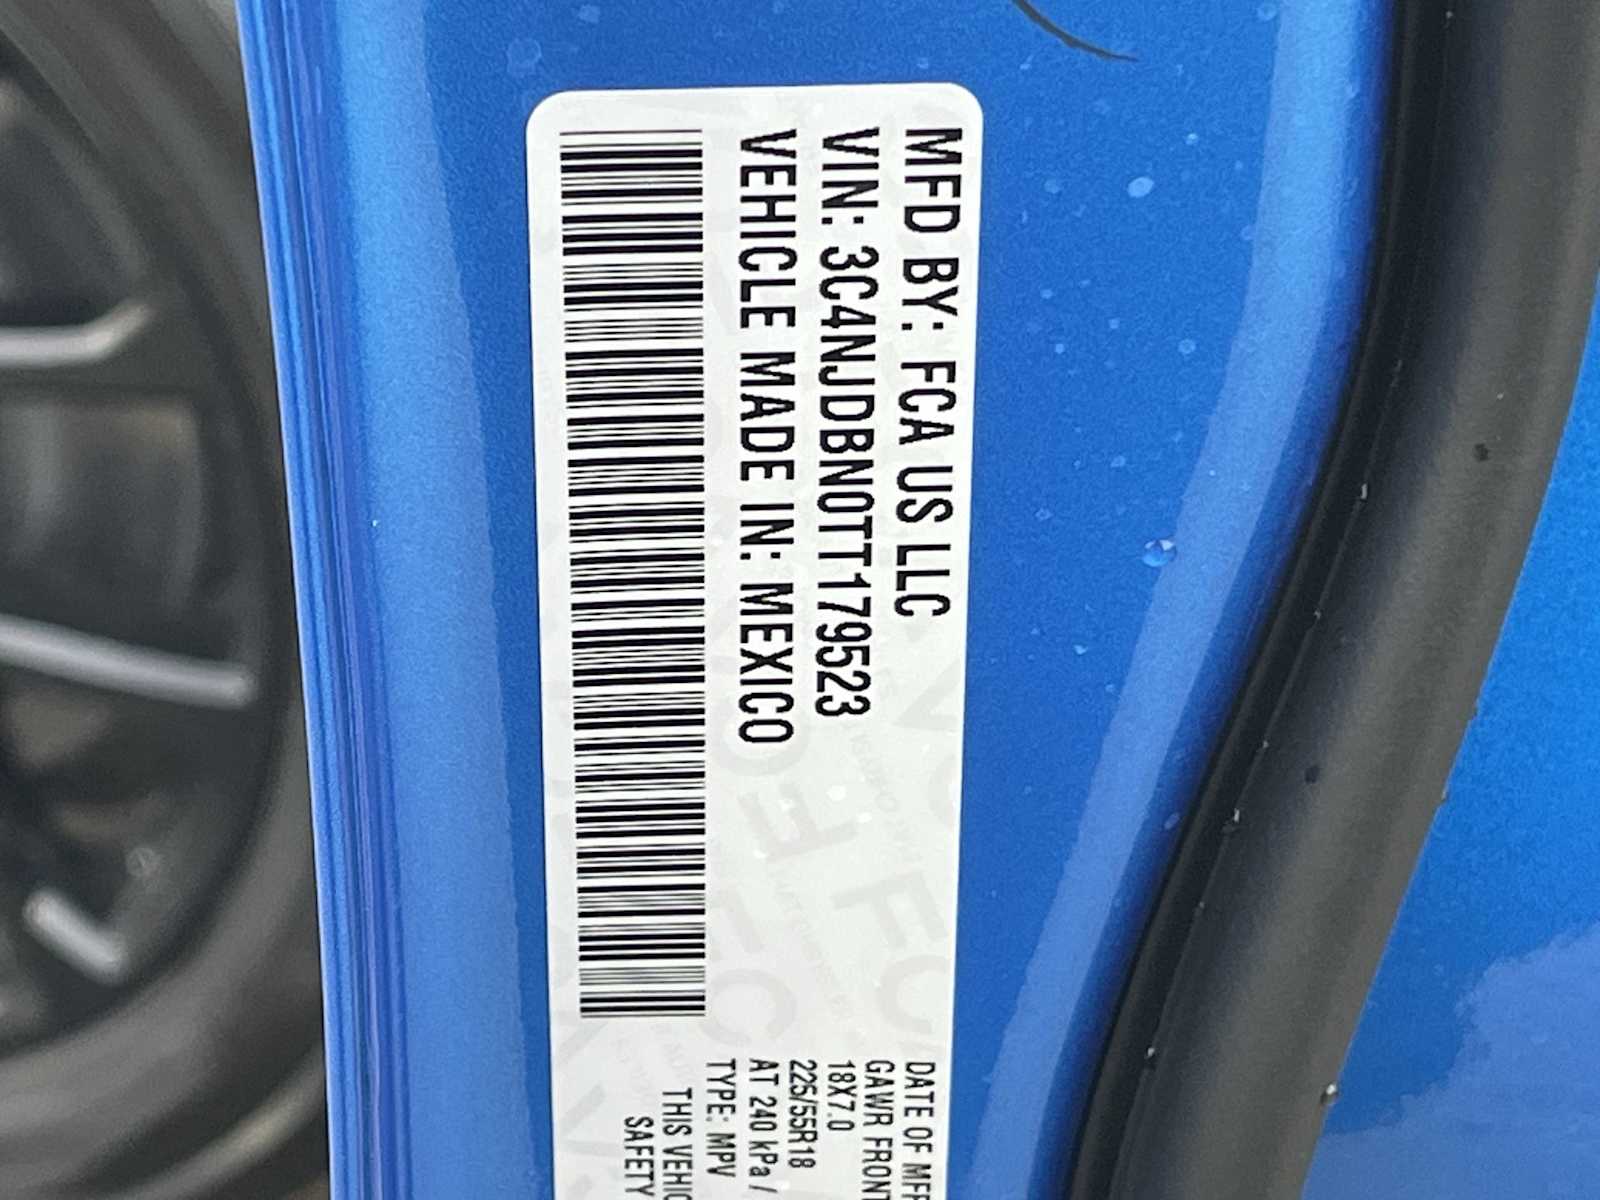 MFD BY: FCA US LLC
VIN: 3C4NJDBN0TT179523
VEHICLE MADE IN: MEXICO
DATE OF MFR
GAWR FRONT
18X7.0
225/55R18
AT 240 kPa /
TYPE: MPV
THIS VEHIC
SAFETY